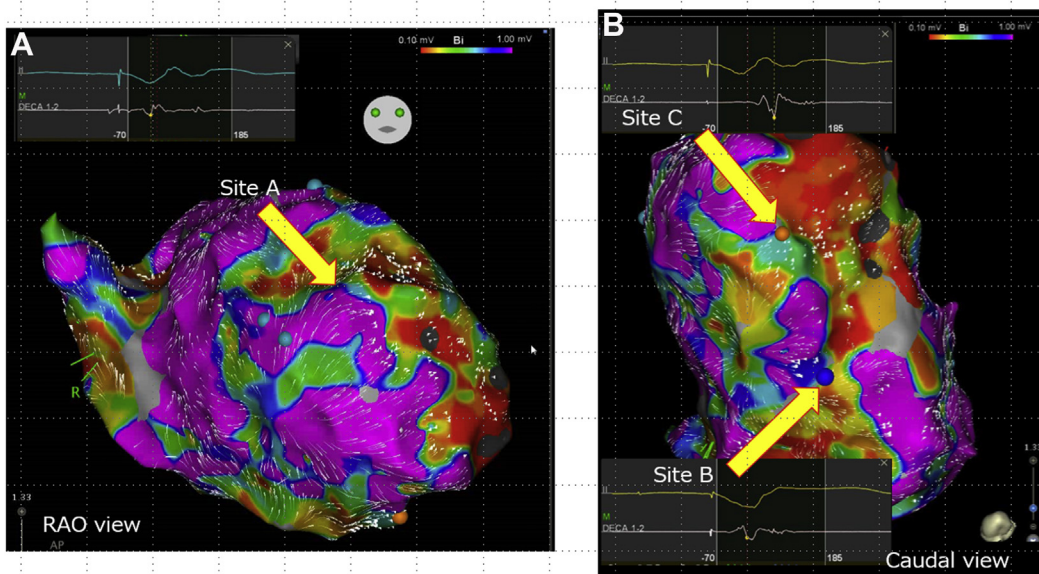 A
0.10 mV Bi 1.00 mV
II
M
DECA 1-2
-70 185
Site A
R
1.33
RAO view
AP
B
0.10 mV Bi 1.00 mV
II
M
DECA 1-2
-70 185
Site C
Site B
II
M
DECA 1-2
-70 185
Caudal view